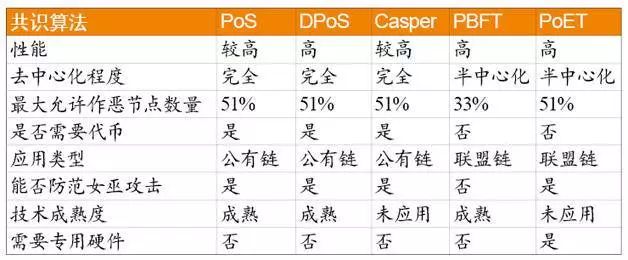 共识算法 PoS DPoS Casper PBFT PoET
性能 较高 高 较高 高 高
去中心化程度 完全 完全 完全 半中心化 半中心化
最大允许作恶节点数量 51% 51% 51% 33% 51%
是否需要代币 是 是 是 否 否
应用类型 公有链 公有链 公有链 联盟链 联盟链
能否防范女巫攻击 是 是 是 否 是
技术成熟度 成熟 成熟 未应用 成熟 未应用
需要专用硬件 否 否 否 否 是